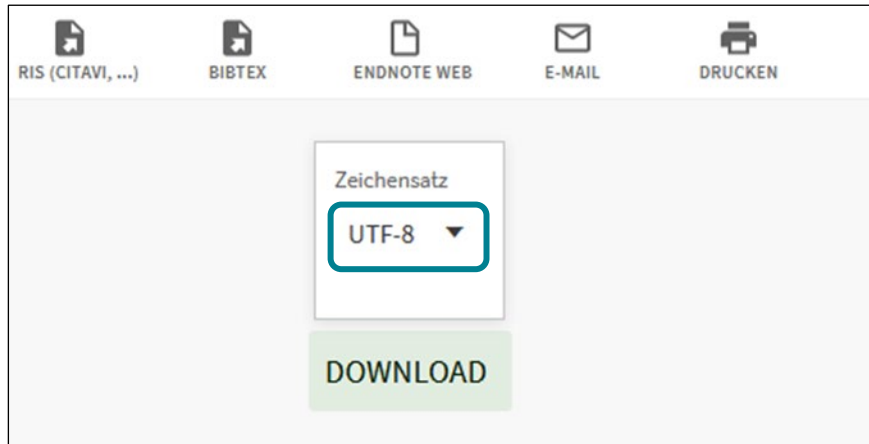 RIS (CITAVI, ...) BIBTEX ENDNOTE WEB E-MAIL DRUCKEN
Zeichensatz
UTF-8
DOWNLOAD